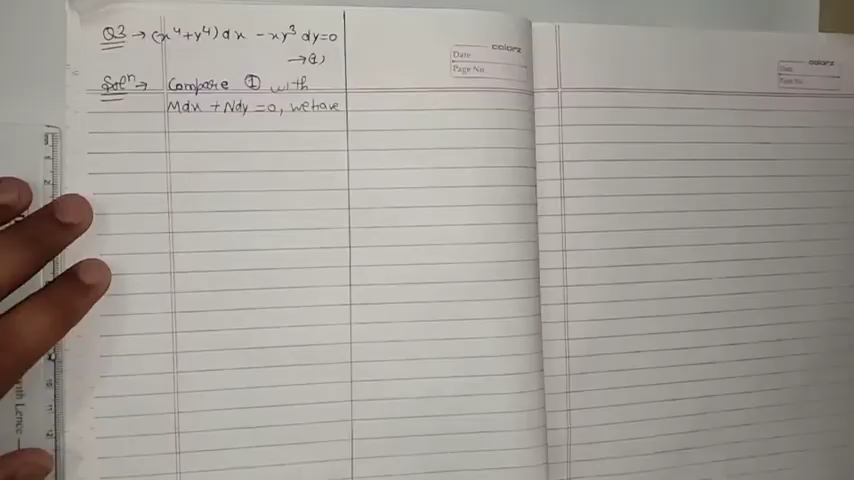 Q3 → (x⁴+y⁴)dx - xy³ dy=0
→①
Solⁿ → Compare ① with
Mdx + Ndy = 0, we have
colorz
Date
Page No.
colorz
Date